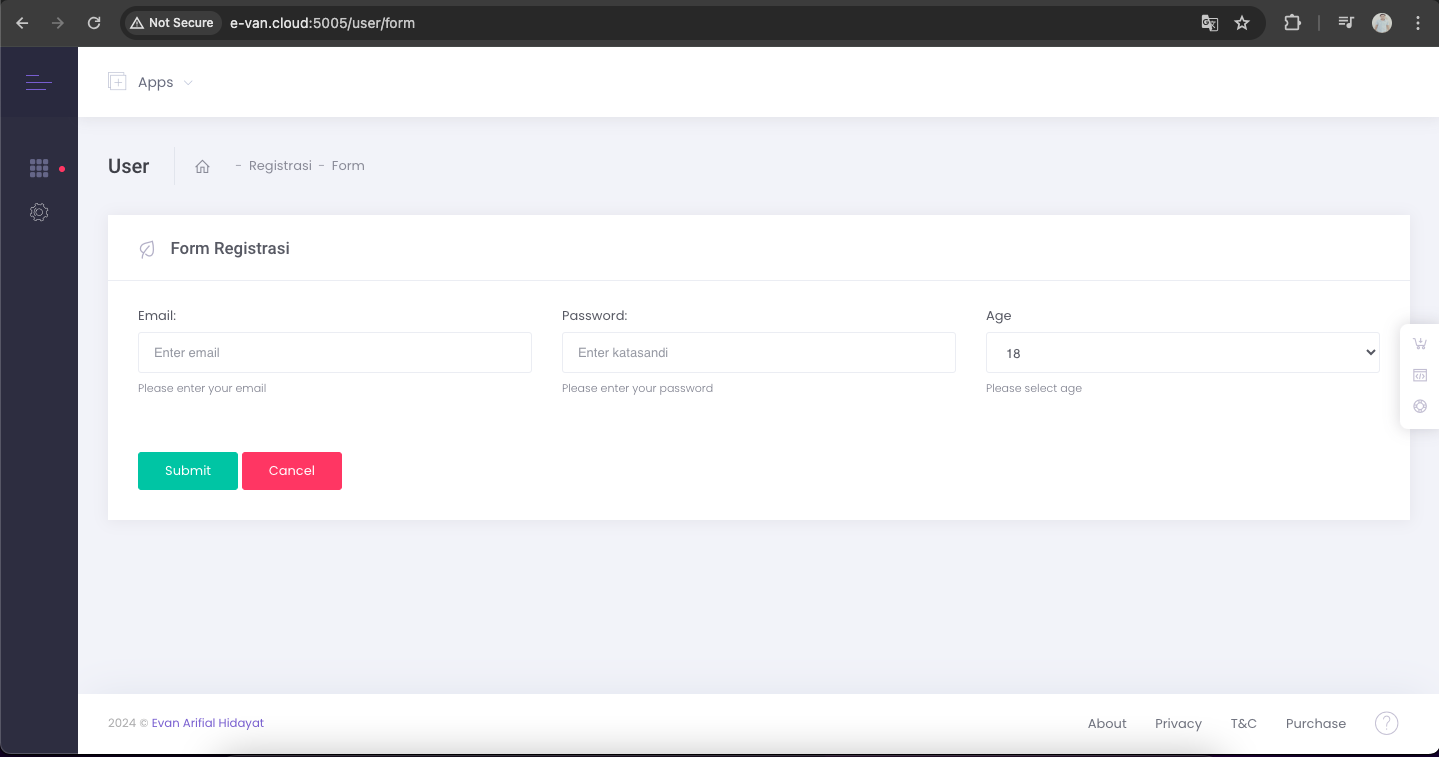 Not Secure e-van.cloud:5005/user/form
Apps
User - Registrasi - Form
Form Registrasi
Email: Password: Age
Enter email Enter katasandi 18
Please enter your email Please enter your password Please select age
Submit Cancel
2024 © Evan Arifial Hidayat About Privacy T&C Purchase ?